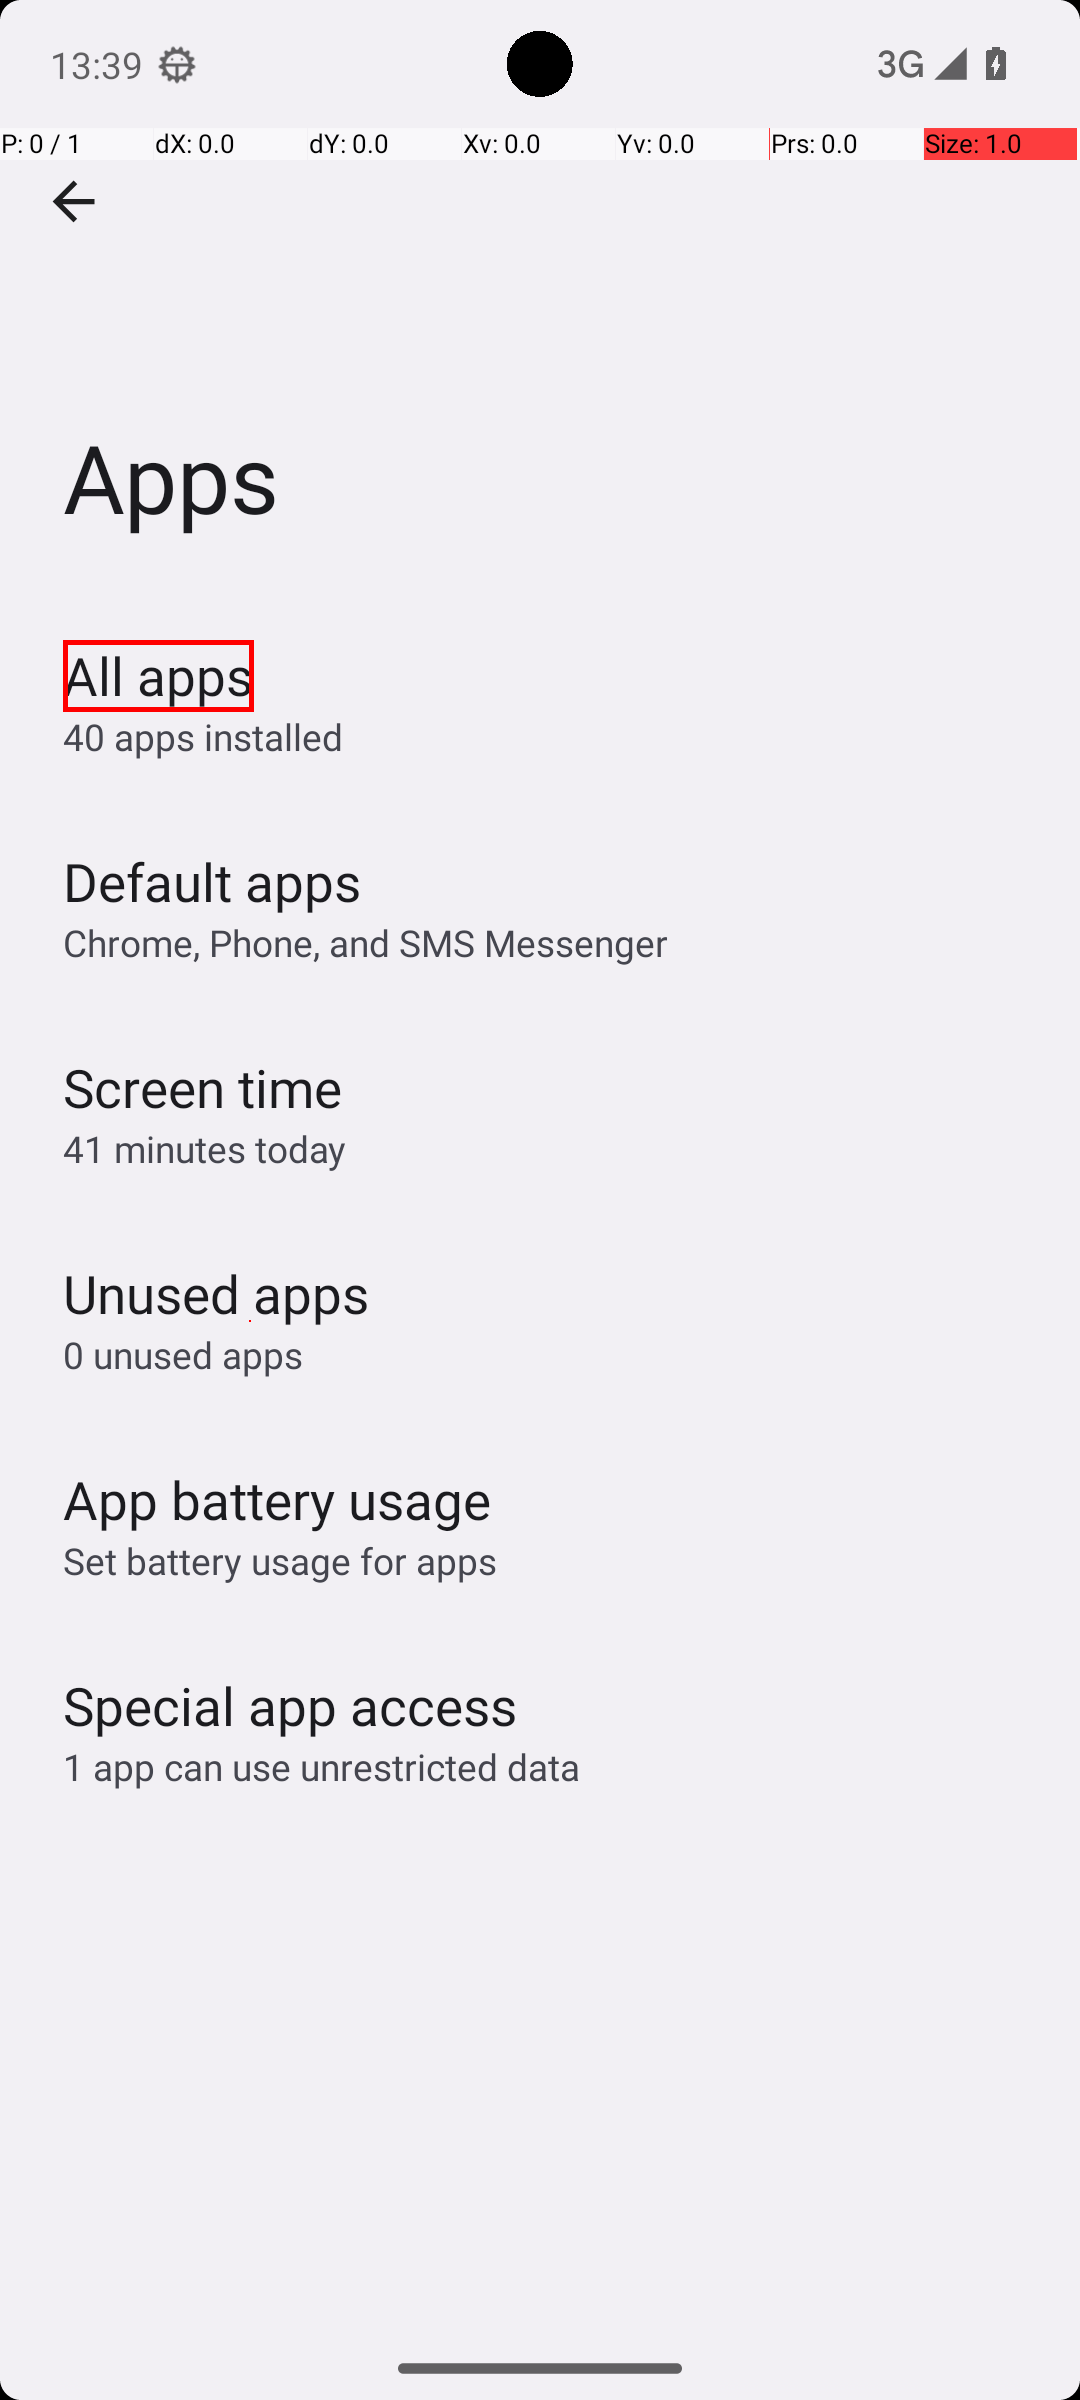 13:39
3G
P: 0 / 1 dX: 0.0 dY: 0.0 Xv: 0.0 Yv: 0.0 Prs: 0.0 Size: 1.0
Apps
All apps
40 apps installed
Default apps
Chrome, Phone, and SMS Messenger
Screen time
41 minutes today
Unused apps
0 unused apps
App battery usage
Set battery usage for apps
Special app access
1 app can use unrestricted data